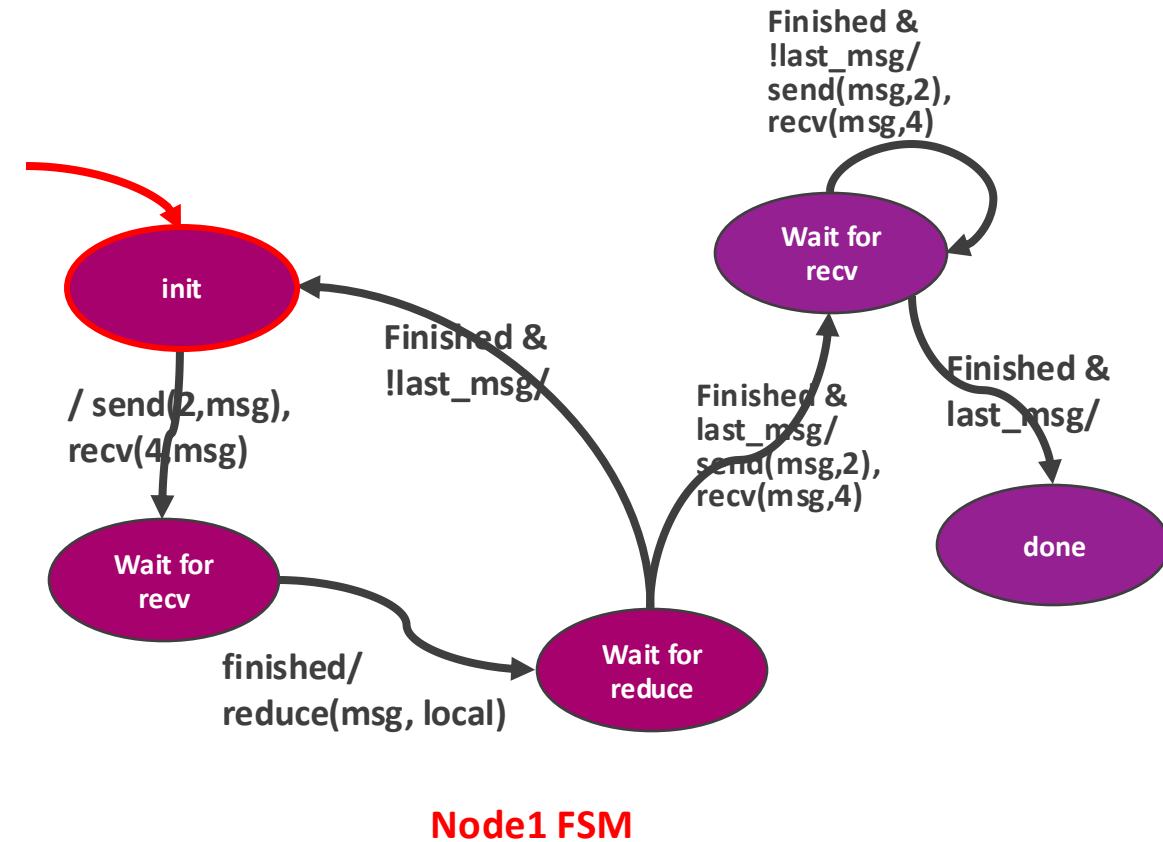 Finished &
!last_msg/
send(msg,2),
recv(msg,4)
Wait for
recv
init
Finished &
!last_msg/
Finished &
last_msg/
/ send(2,msg),
recv(4,msg)
Finished &
last_msg/
send(msg,2),
recv(msg,4)
Wait for
recv
done
finished/
reduce(msg, local)
Wait for
reduce
Node1 FSM